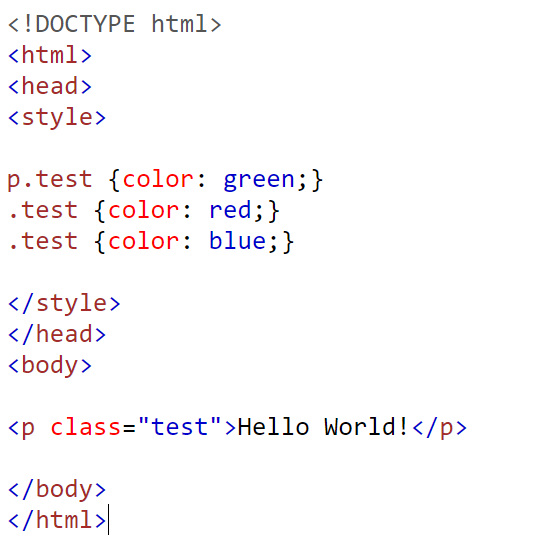 <!DOCTYPE html>
<html>
<head>
<style>
p.test {color: green;}
.test {color: red;}
.test {color: blue;}
</style>
</head>
<body>
<p class="test">Hello World!</p>
</body>
</html>